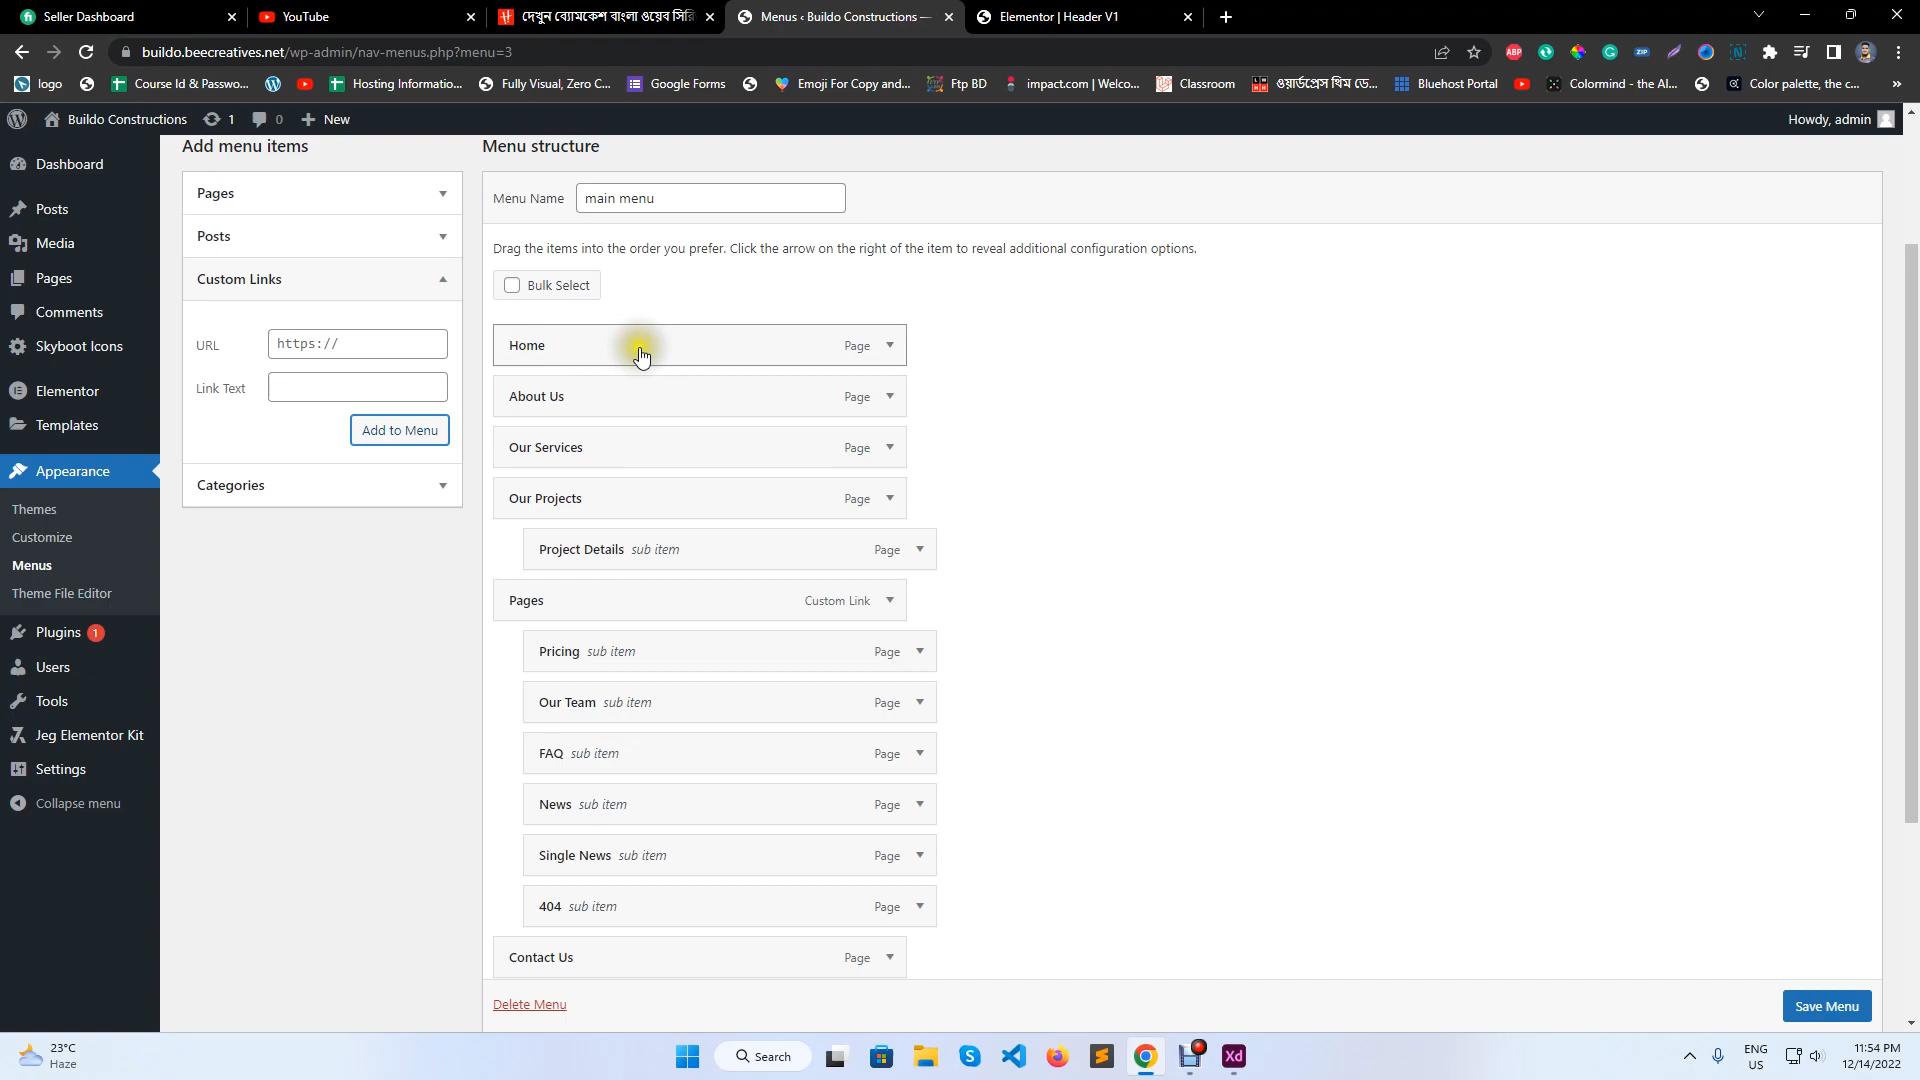 Seller Dashboard
YouTube
দেখুন ব্যোমকেশ বাংলা ওয়েব সিরি
Menus ‹ Buildo Constructions —
Elementor | Header V1
buildo.beecreatives.net/wp-admin/nav-menus.php?menu=3
logo
Course Id & Passwo...
Hosting Informatio...
Fully Visual, Zero C...
Google Forms
Emoji For Copy and...
Ftp BD
impact.com | Welco...
Classroom
ওয়ার্ডপ্রেস থিম ডে...
Bluehost Portal
Colormind - the AI...
Color palette, the c...
Buildo Constructions
1
0
New
Howdy, admin
Dashboard
Posts
Media
Pages
Comments
Skyboot Icons
Elementor
Templates
Appearance
Themes
Customize
Menus
Theme File Editor
Plugins 1
Users
Tools
Jeg Elementor Kit
Settings
Collapse menu
Add menu items
Pages
Posts
Custom Links
URL https://
Link Text
Add to Menu
Categories
Menu structure
Menu Name main menu
Drag the items into the order you prefer. Click the arrow on the right of the item to reveal additional configuration options.
Bulk Select
Home Page
About Us Page
Our Services Page
Our Projects Page
Project Details sub item Page
Pages Custom Link
Pricing sub item Page
Our Team sub item Page
FAQ sub item Page
News sub item Page
Single News sub item Page
404 sub item Page
Contact Us Page
Delete Menu
Save Menu
23°C
Haze
Search
Xd
ENG
US
11:54 PM
12/14/2022